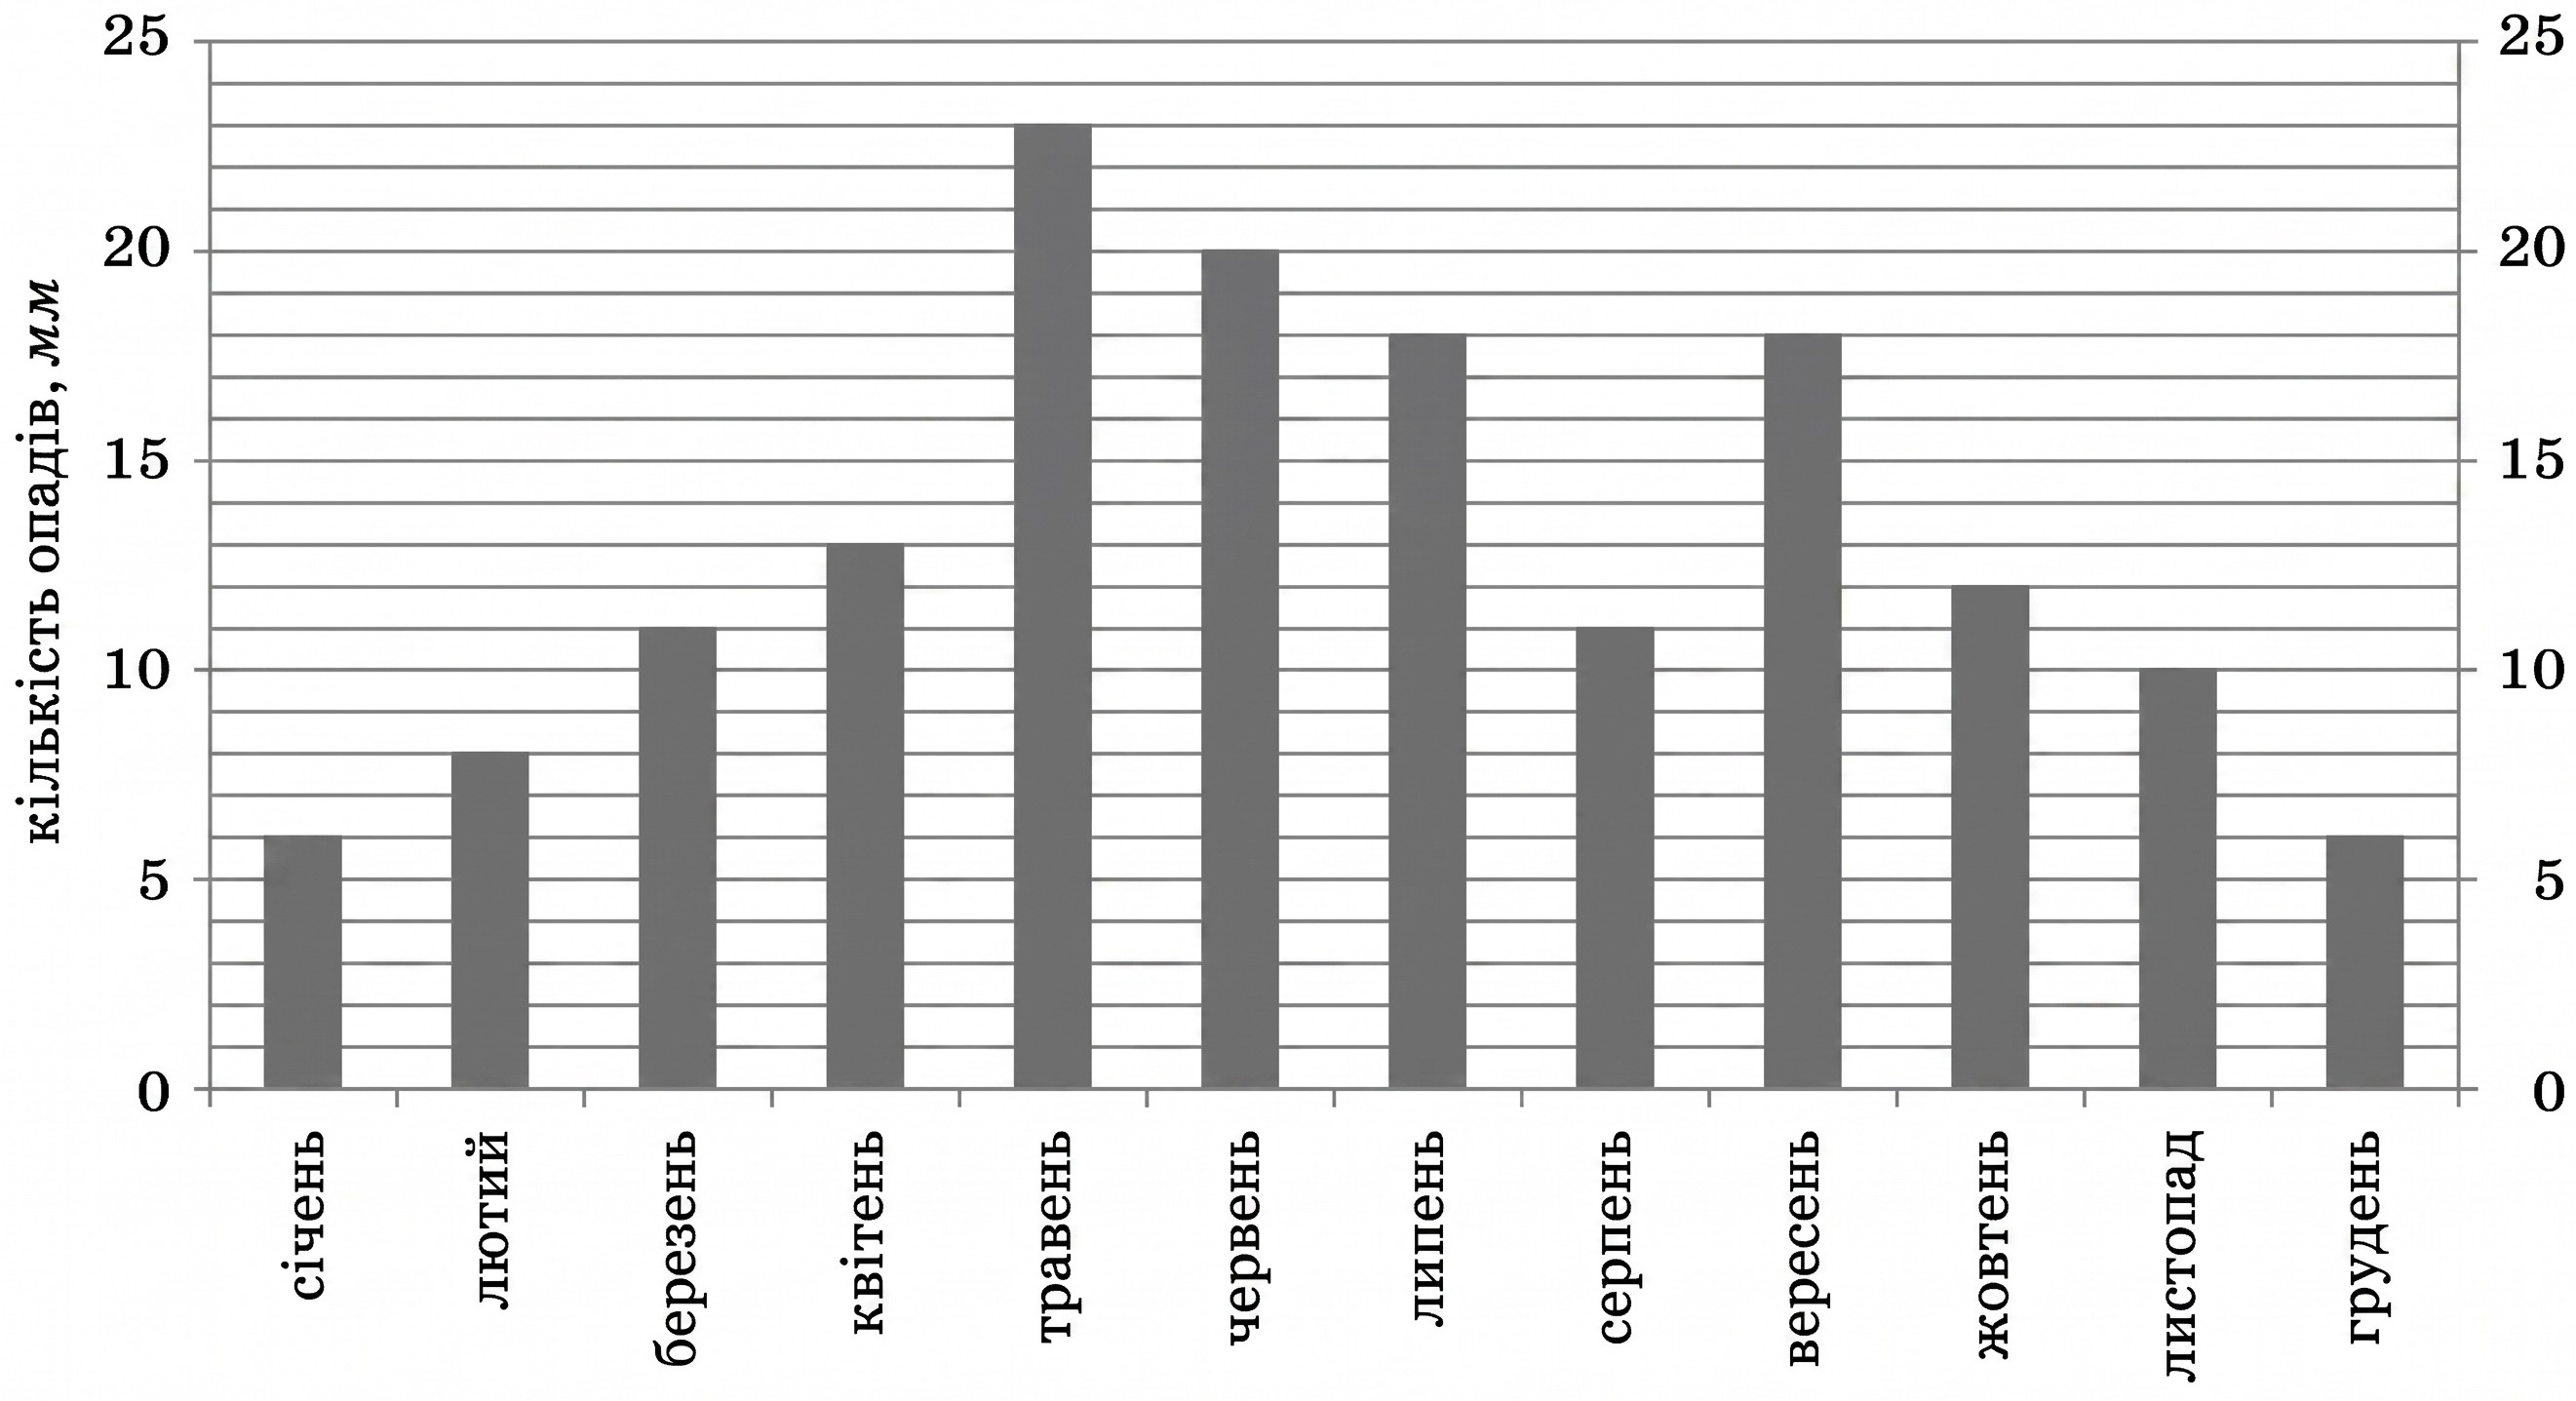 кількість опадів, мм
25
20
15
10
5
0
25
20
15
10
5
0
січень
лютий
березень
квітень
травень
червень
липень
серпень
вересень
жовтень
листопад
грудень